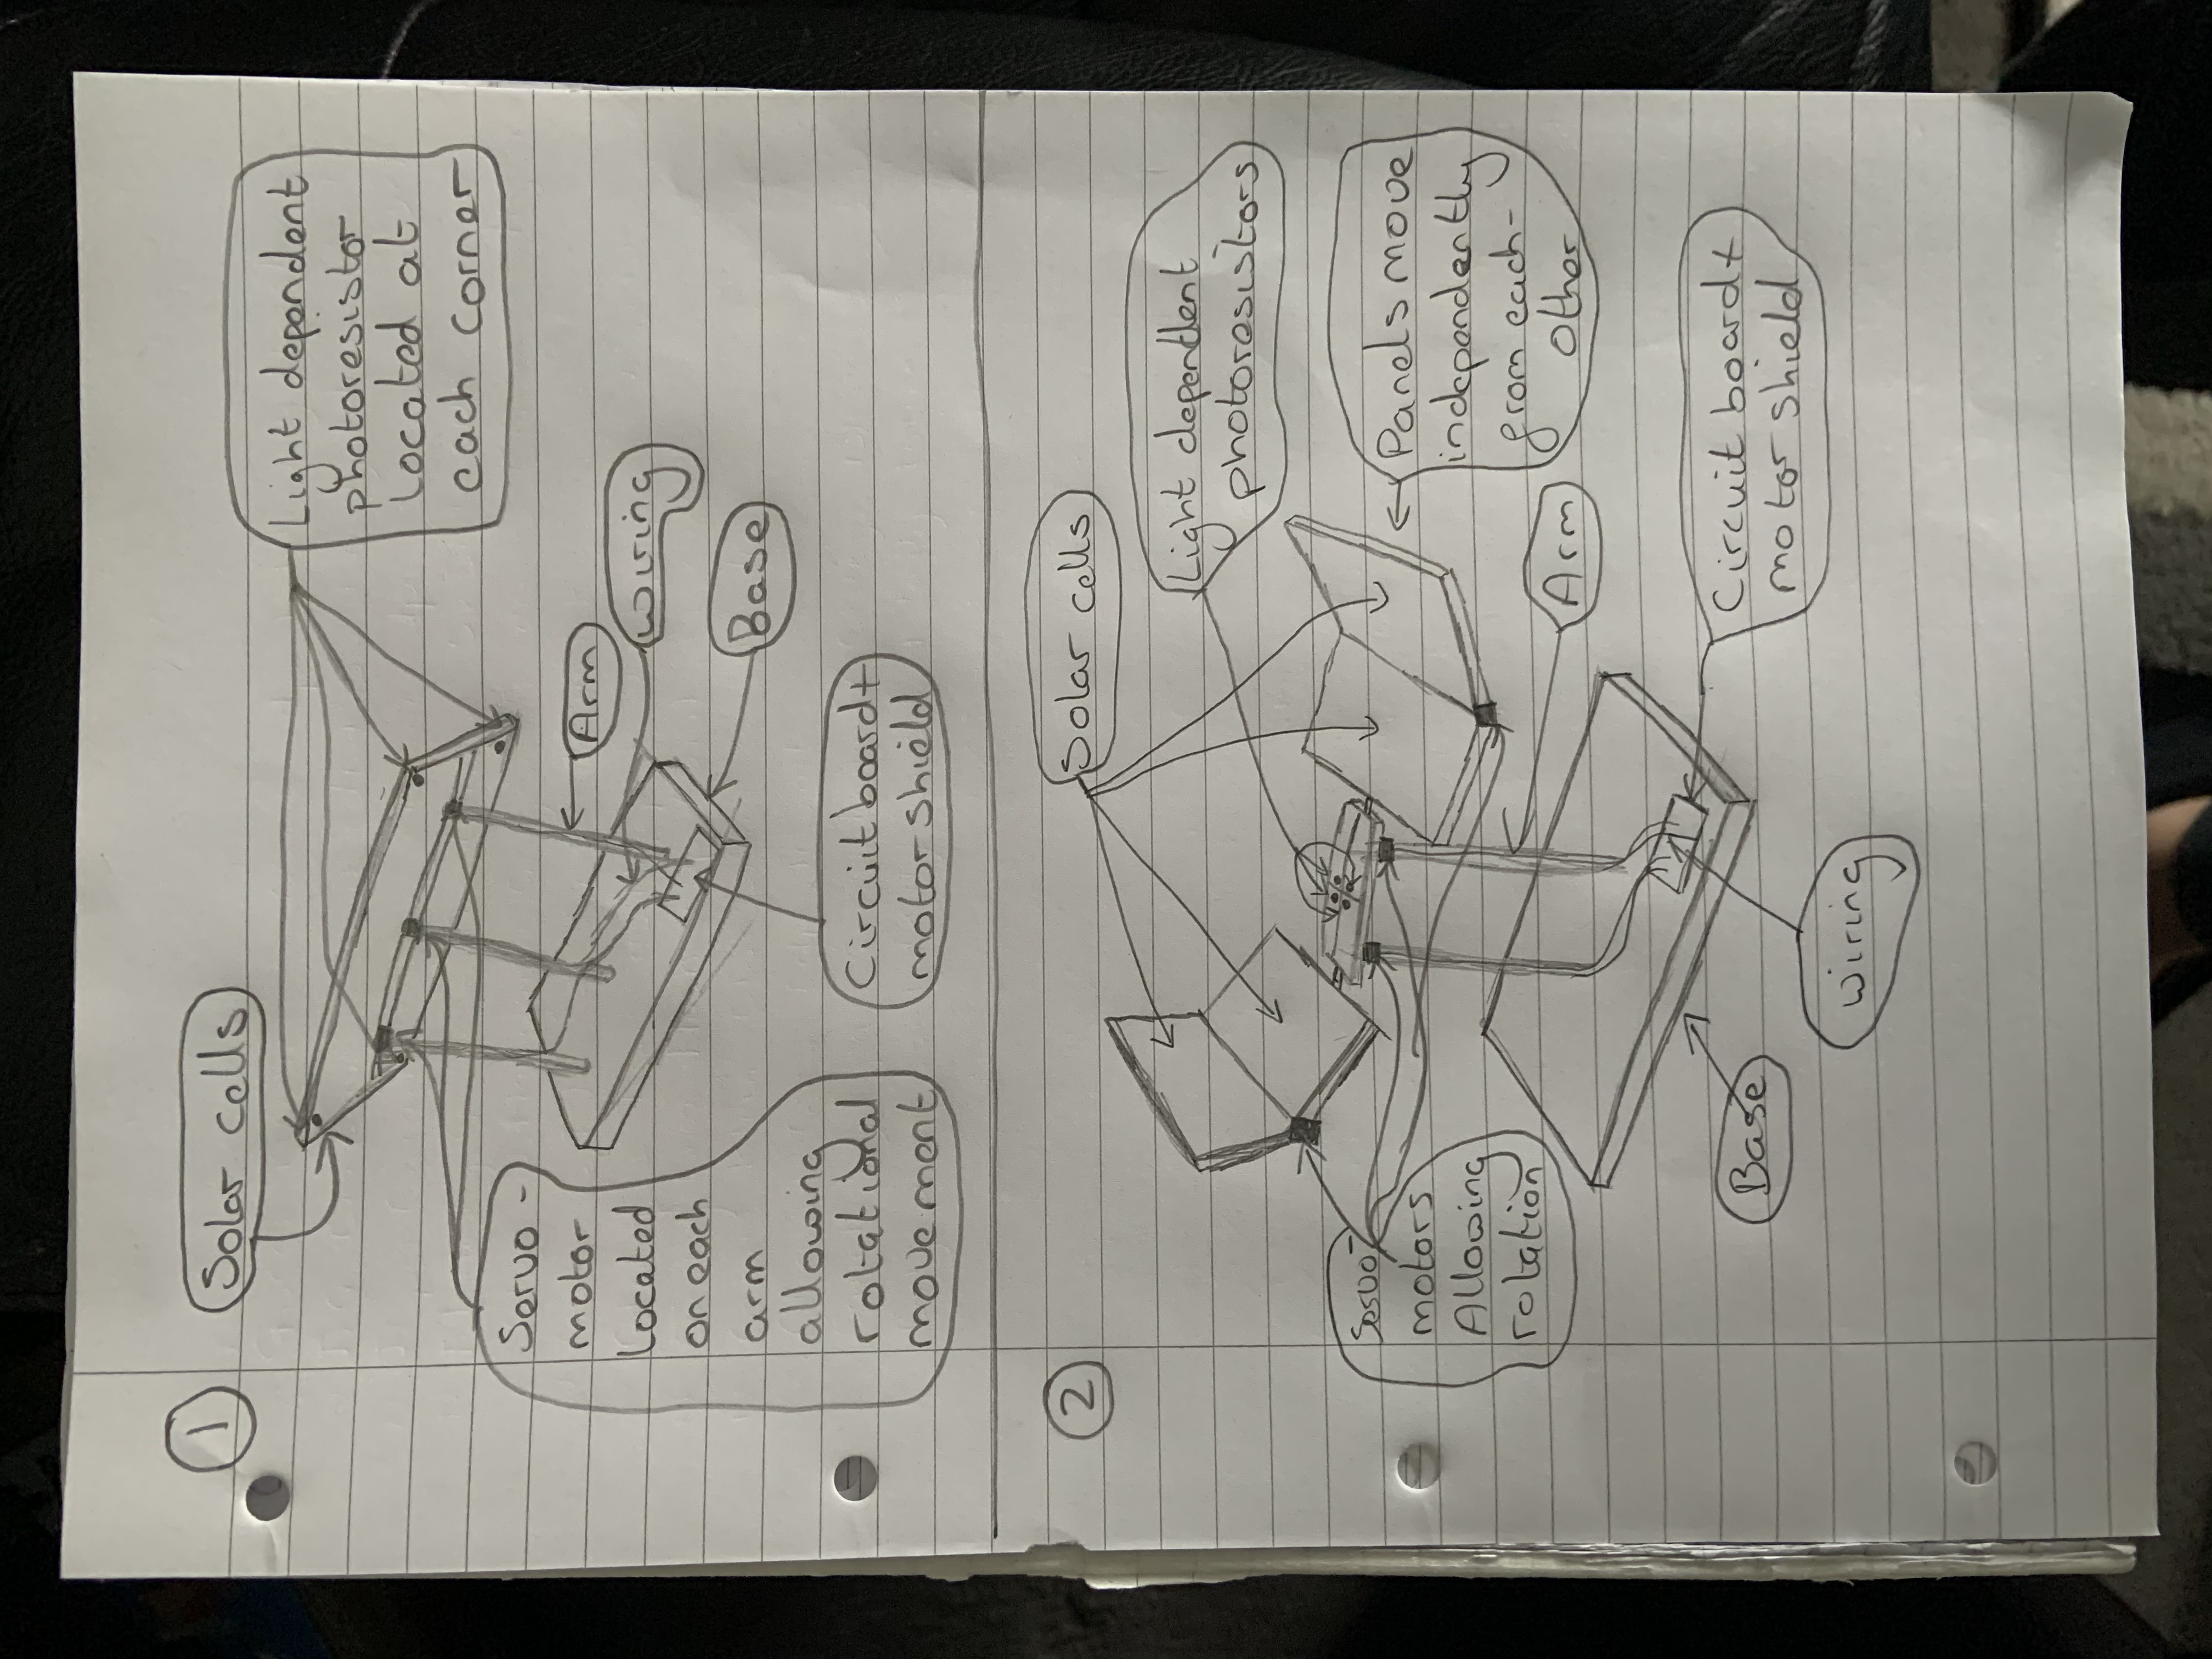 1
Solar cells
Light dependent
photoresistor
located at
each corner
Servo-
motor
located
on each
arm
allowing
rotational
movement
Arm
wiring
Base
Circuit board +
motor shield
2
Solar cells
Light dependent
photoresistors
Servo-
motors
Allowing
rotation
Panels move
independently
from each-
other
Arm
Base
Circuit board +
motor shield
wiring